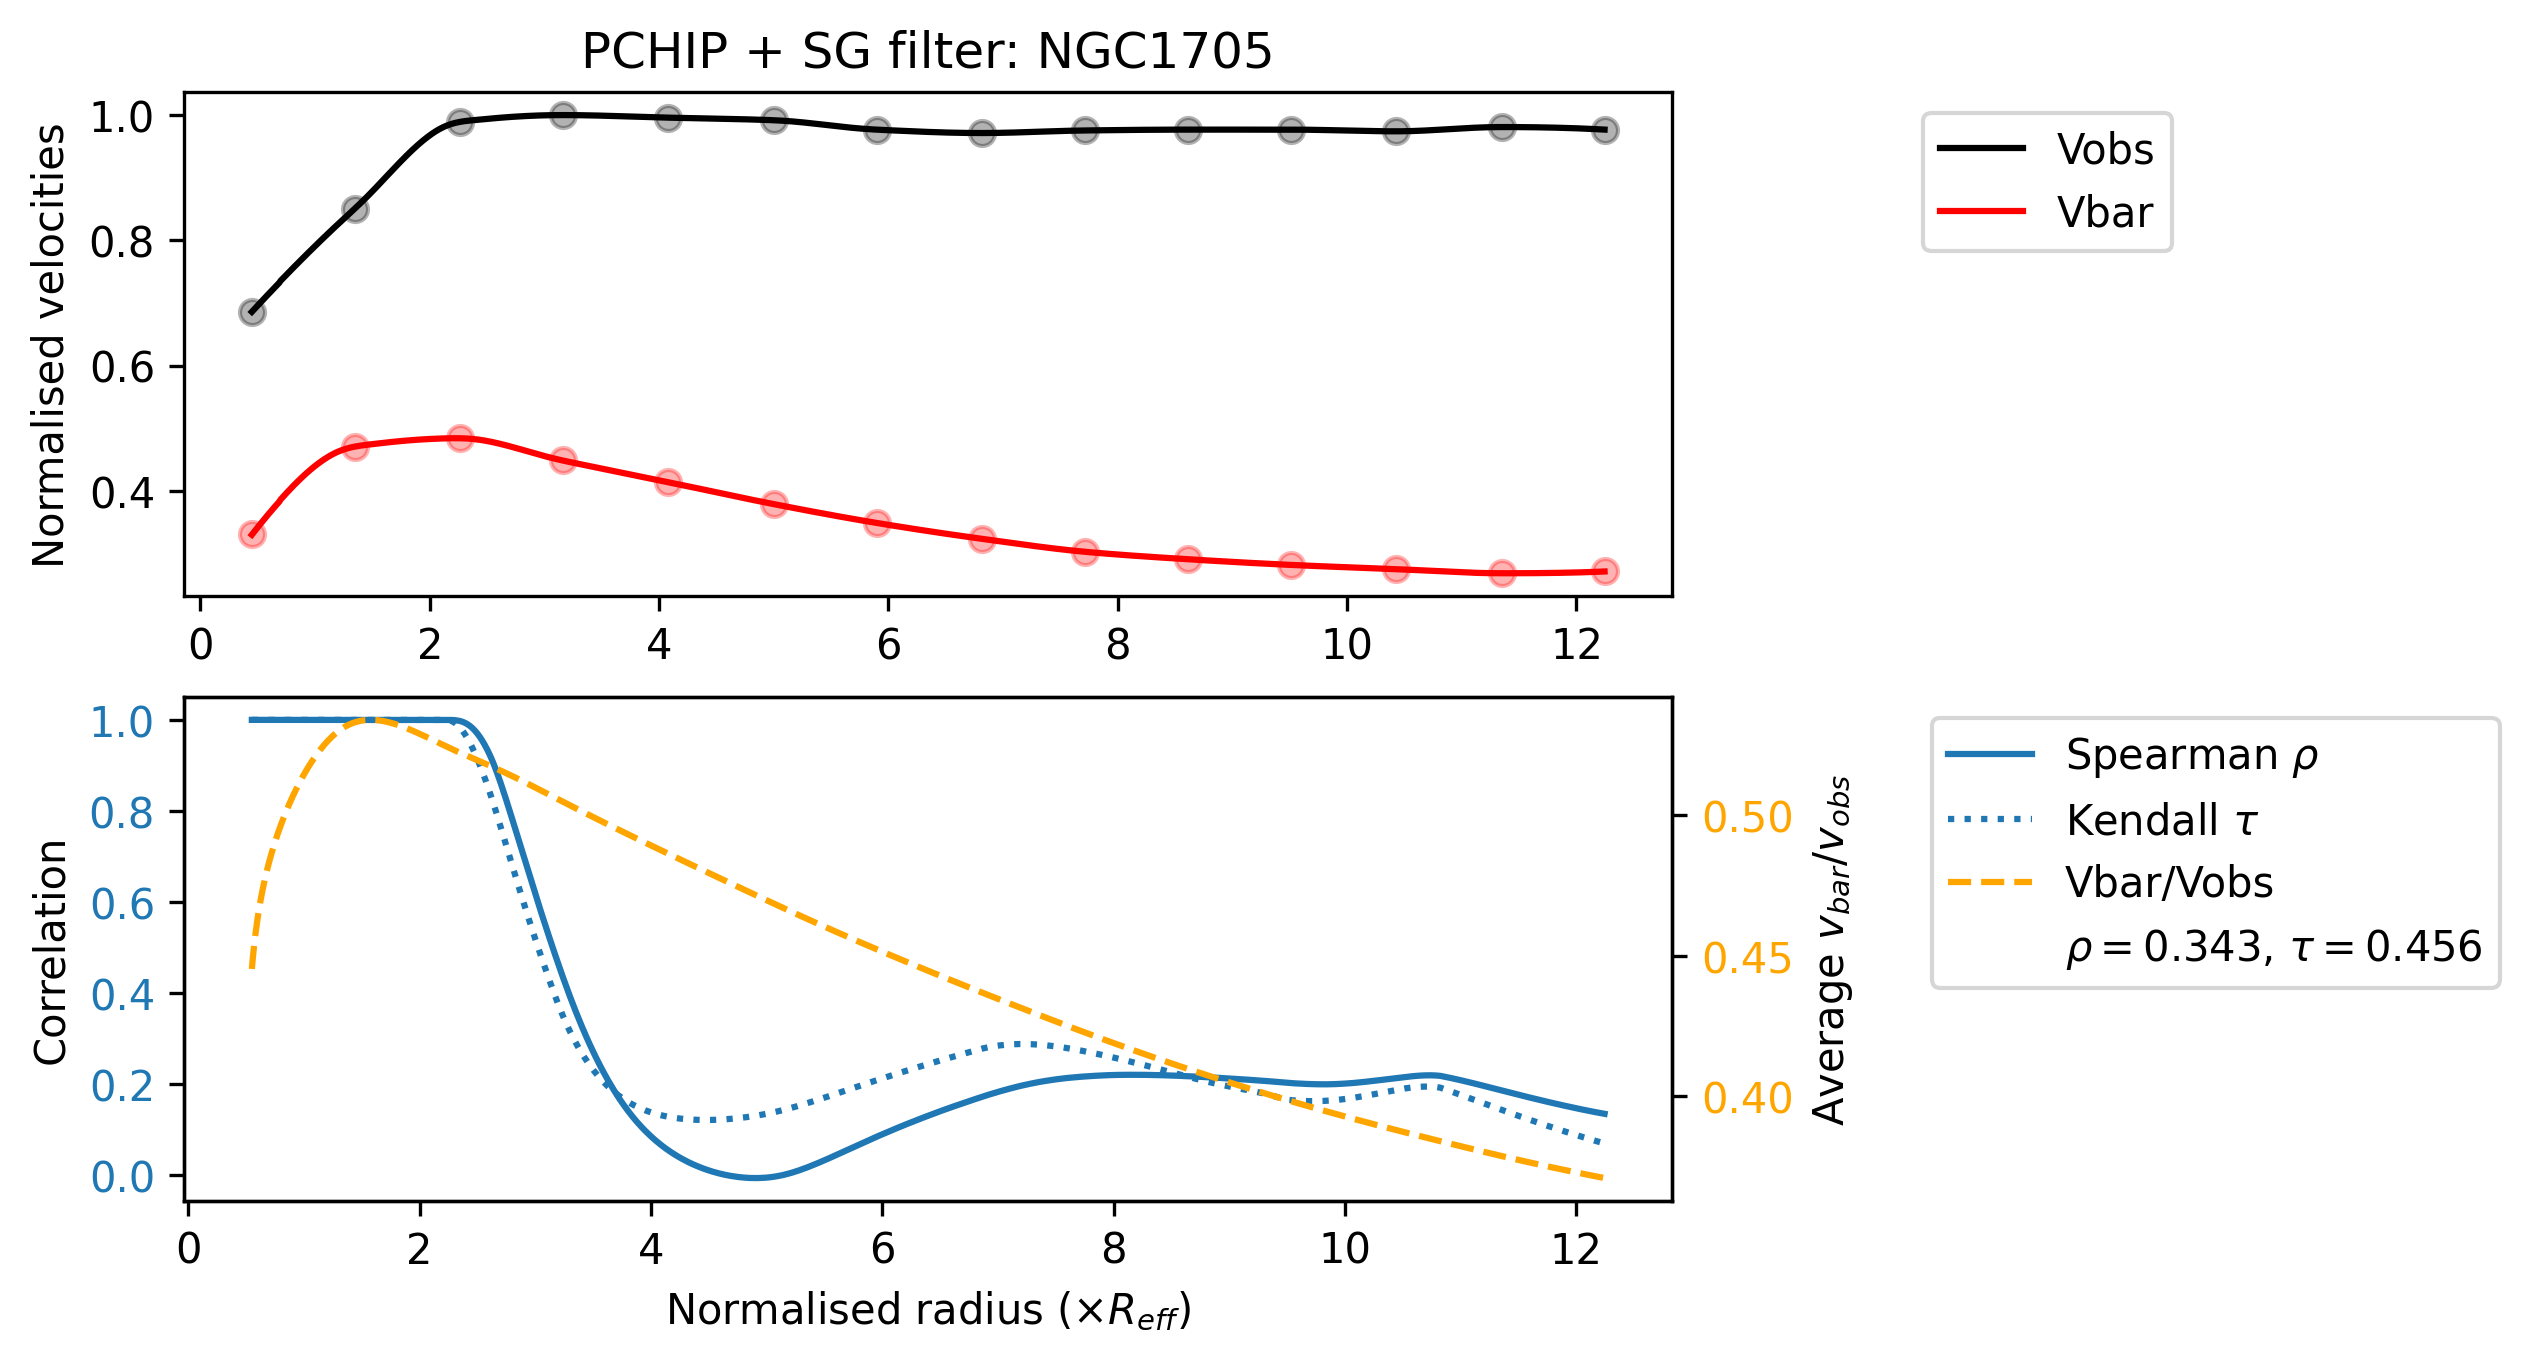 PCHIP + SG filter: NGC1705
Normalised velocities
1.0
0.8
0.6
0.4
0 2 4 6 8 10 12
Vobs
Vbar
Correlation
1.0
0.8
0.6
0.4
0.2
0.0
0 2 4 6 8 10 12
Normalised radius (×R_eff)
0.50
0.45
0.40
Average v_bar/v_obs
Spearman ρ
Kendall τ
Vbar/Vobs
ρ = 0.343, τ = 0.456